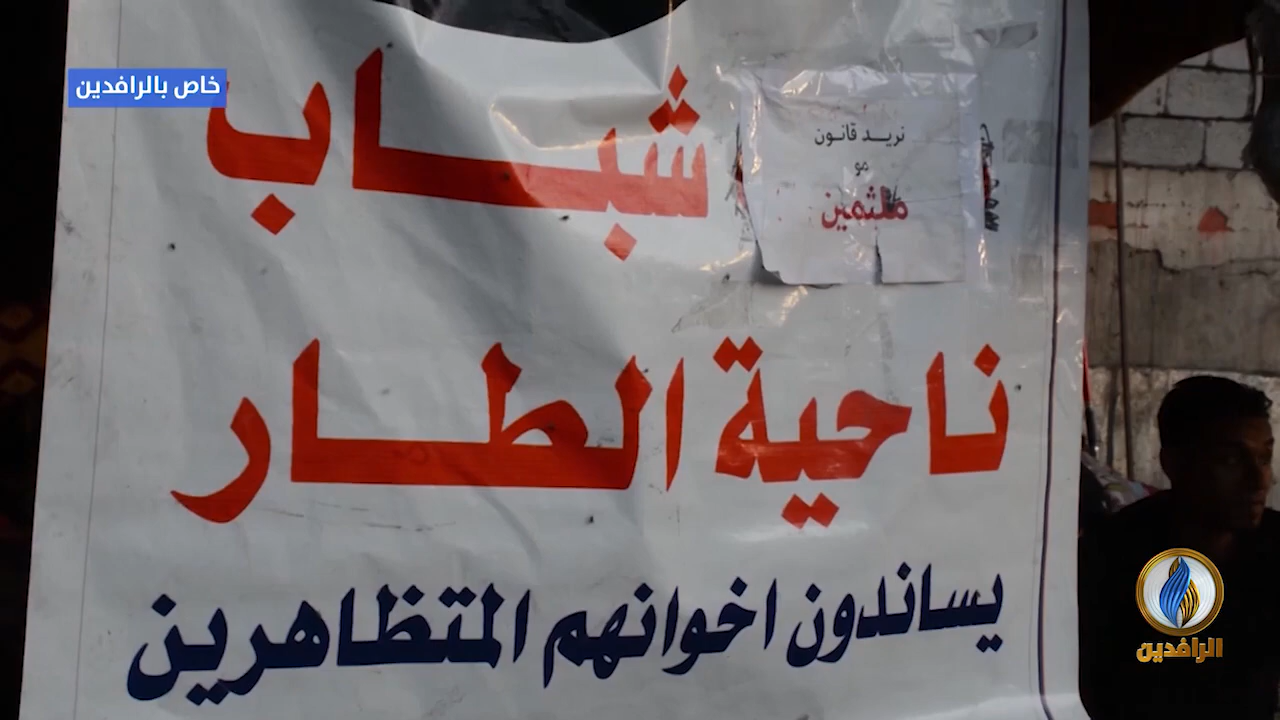 خاص بالرافدين
شباب
نريد قانون
مو
ملثمين
ناحية الطار
يساندون اخوانهم المتظاهرين
الرافدين